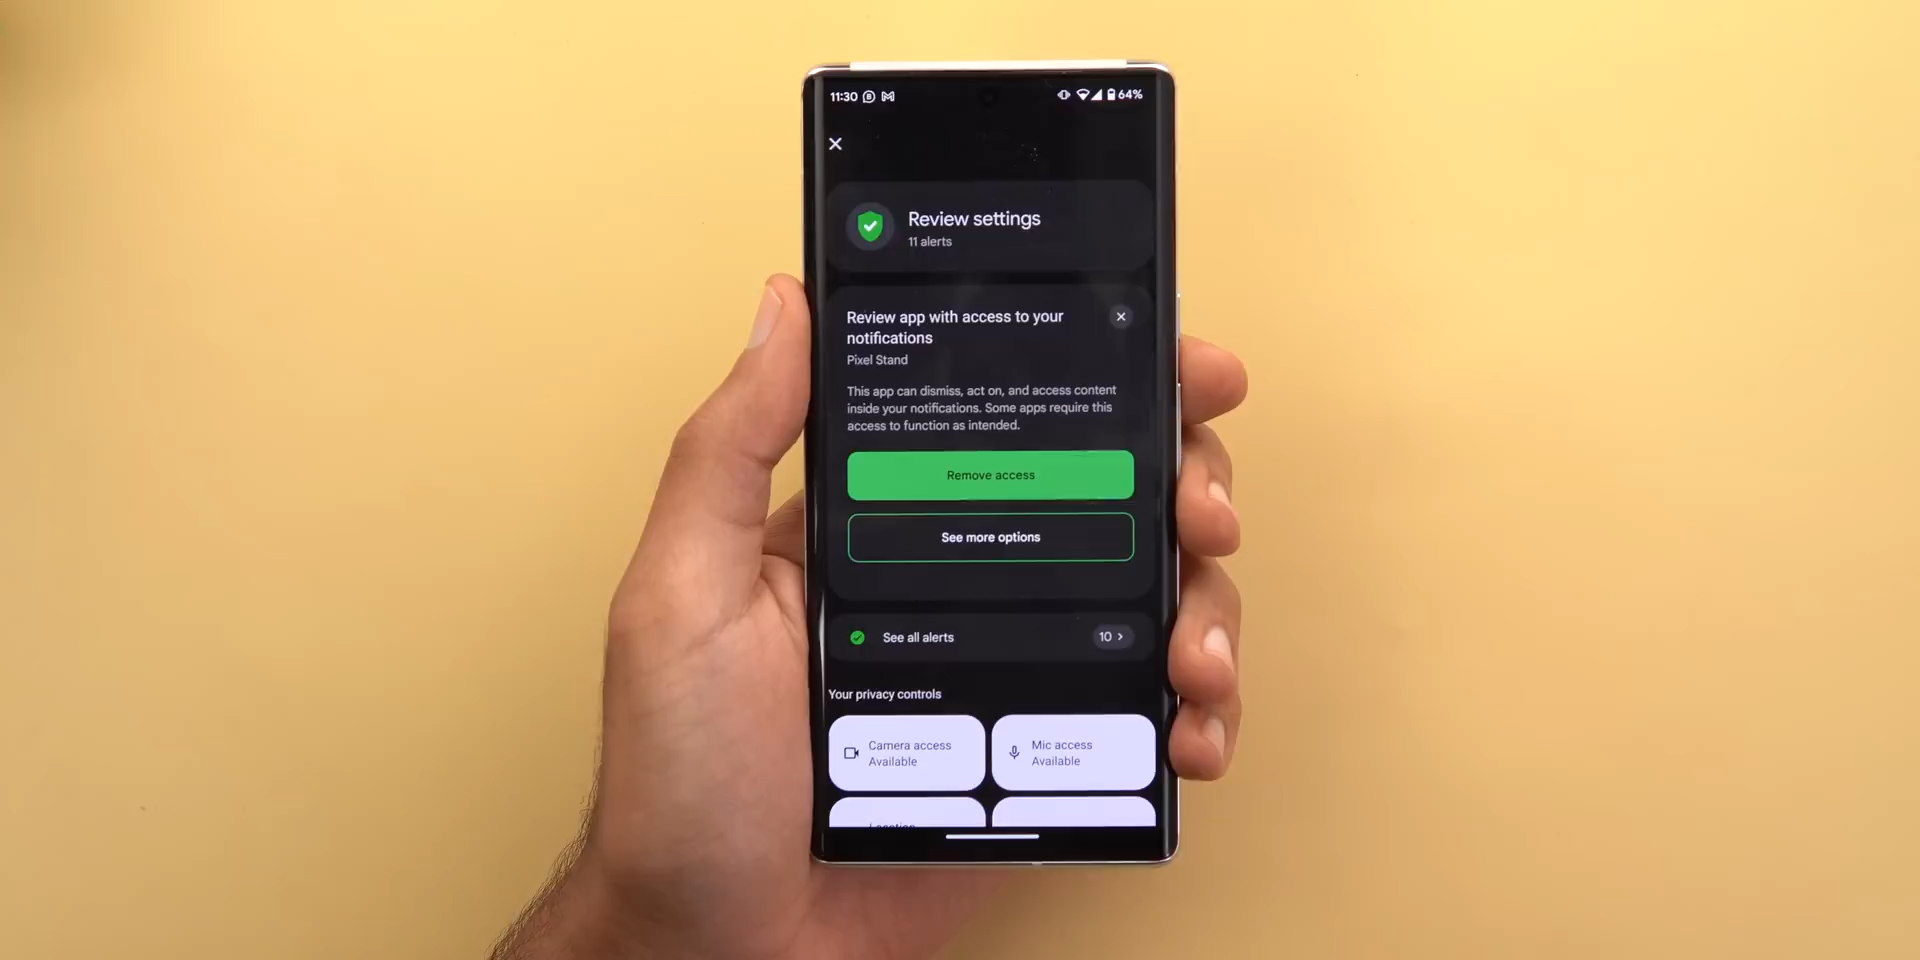 11:30
64%
Review settings
11 alerts
Review app with access to your
notifications
Pixel Stand
This app can dismiss, act on, and access content
inside your notifications. Some apps require this
access to function as intended.
Remove access
See more options
See all alerts
10 >
Your privacy controls
Camera access
Available
Mic access
Available
Location